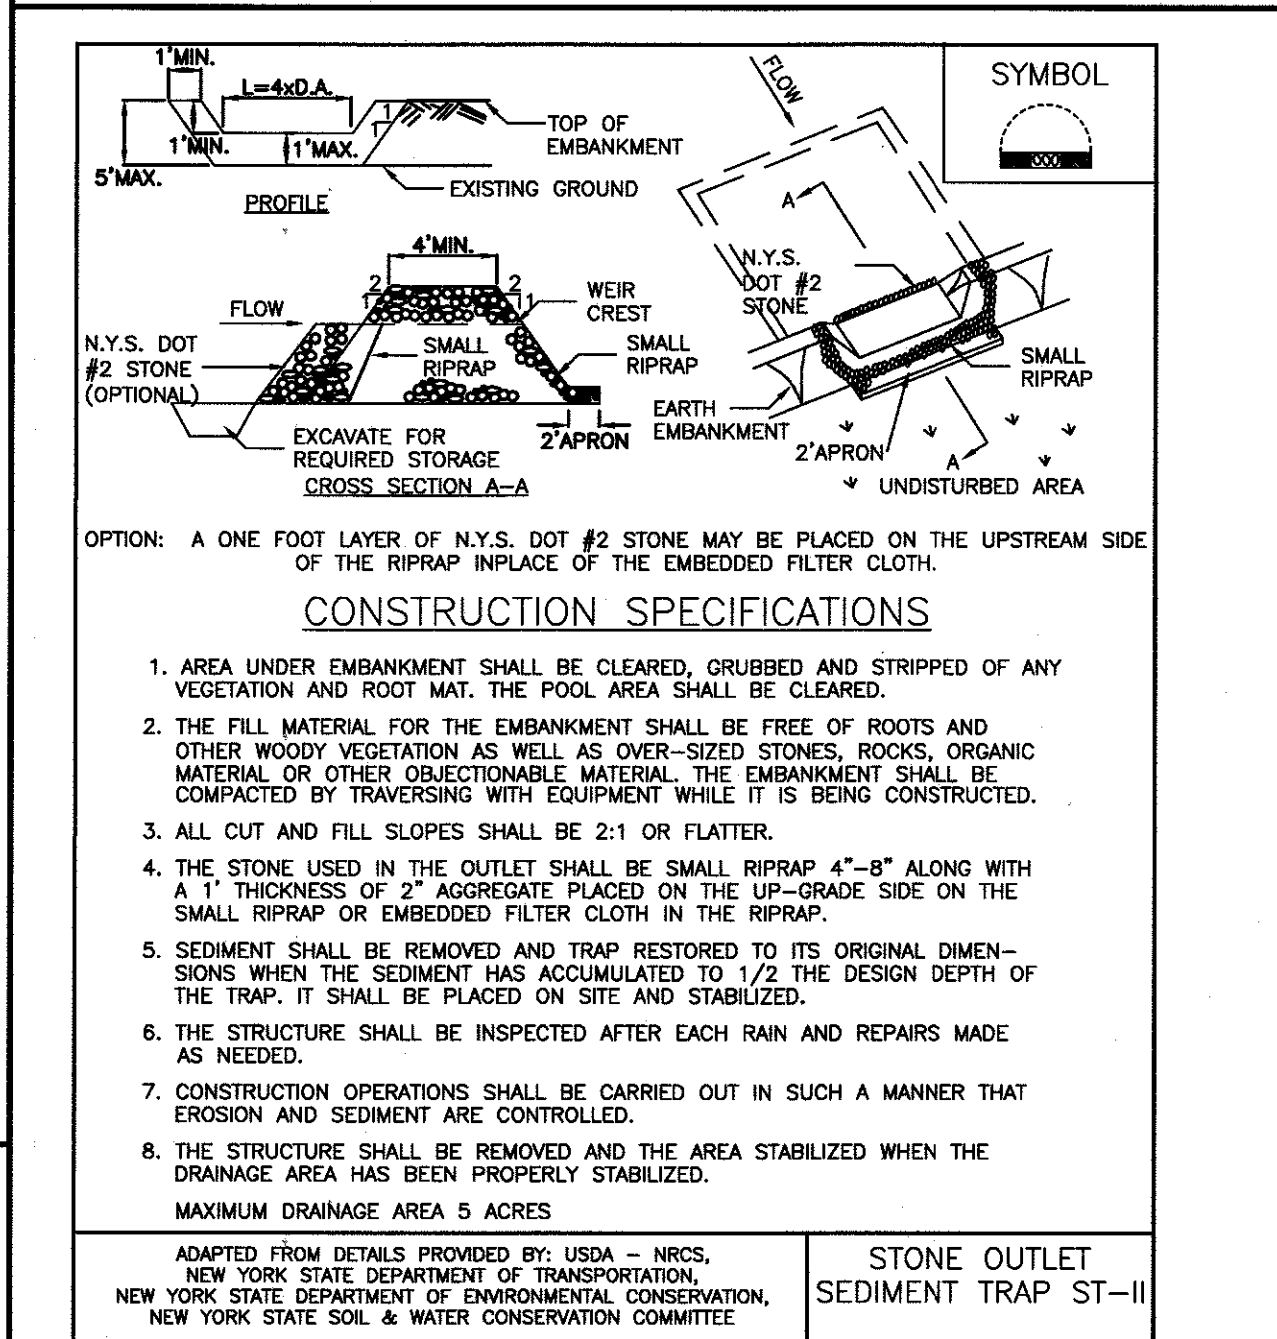 1'MIN.
L=4xD.A.
1
1
1'MIN.
1'MAX.
5'MAX.
TOP OF
EMBANKMENT
EXISTING GROUND
PROFILE
FLOW
SYMBOL
4'MIN.
2
1
2
1
FLOW
WEIR
CREST
N.Y.S. DOT
#2 STONE
(OPTIONAL)
SMALL
RIPRAP
SMALL
RIPRAP
EXCAVATE FOR
REQUIRED STORAGE
2'APRON
CROSS SECTION A-A
A
N.Y.S.
DOT #2
STONE
SMALL
RIPRAP
EARTH
EMBANKMENT
2'APRON
A
UNDISTURBED AREA
OPTION: A ONE FOOT LAYER OF N.Y.S. DOT #2 STONE MAY BE PLACED ON THE UPSTREAM SIDE
OF THE RIPRAP INPLACE OF THE EMBEDDED FILTER CLOTH.
CONSTRUCTION SPECIFICATIONS
1. AREA UNDER EMBANKMENT SHALL BE CLEARED, GRUBBED AND STRIPPED OF ANY
VEGETATION AND ROOT MAT. THE POOL AREA SHALL BE CLEARED.
2. THE FILL MATERIAL FOR THE EMBANKMENT SHALL BE FREE OF ROOTS AND
OTHER WOODY VEGETATION AS WELL AS OVER-SIZED STONES, ROCKS, ORGANIC
MATERIAL OR OTHER OBJECTIONABLE MATERIAL. THE EMBANKMENT SHALL BE
COMPACTED BY TRAVERSING WITH EQUIPMENT WHILE IT IS BEING CONSTRUCTED.
3. ALL CUT AND FILL SLOPES SHALL BE 2:1 OR FLATTER.
4. THE STONE USED IN THE OUTLET SHALL BE SMALL RIPRAP 4"-8" ALONG WITH
A 1' THICKNESS OF 2" AGGREGATE PLACED ON THE UP-GRADE SIDE ON THE
SMALL RIPRAP OR EMBEDDED FILTER CLOTH IN THE RIPRAP.
5. SEDIMENT SHALL BE REMOVED AND TRAP RESTORED TO ITS ORIGINAL DIMEN-
SIONS WHEN THE SEDIMENT HAS ACCUMULATED TO 1/2 THE DESIGN DEPTH OF
THE TRAP. IT SHALL BE PLACED ON SITE AND STABILIZED.
6. THE STRUCTURE SHALL BE INSPECTED AFTER EACH RAIN AND REPAIRS MADE
AS NEEDED.
7. CONSTRUCTION OPERATIONS SHALL BE CARRIED OUT IN SUCH A MANNER THAT
EROSION AND SEDIMENT ARE CONTROLLED.
8. THE STRUCTURE SHALL BE REMOVED AND THE AREA STABILIZED WHEN THE
DRAINAGE AREA HAS BEEN PROPERLY STABILIZED.
MAXIMUM DRAINAGE AREA 5 ACRES
ADAPTED FROM DETAILS PROVIDED BY: USDA - NRCS,
NEW YORK STATE DEPARTMENT OF TRANSPORTATION,
NEW YORK STATE DEPARTMENT OF ENVIRONMENTAL CONSERVATION,
NEW YORK STATE SOIL & WATER CONSERVATION COMMITTEE
STONE OUTLET
SEDIMENT TRAP ST-II